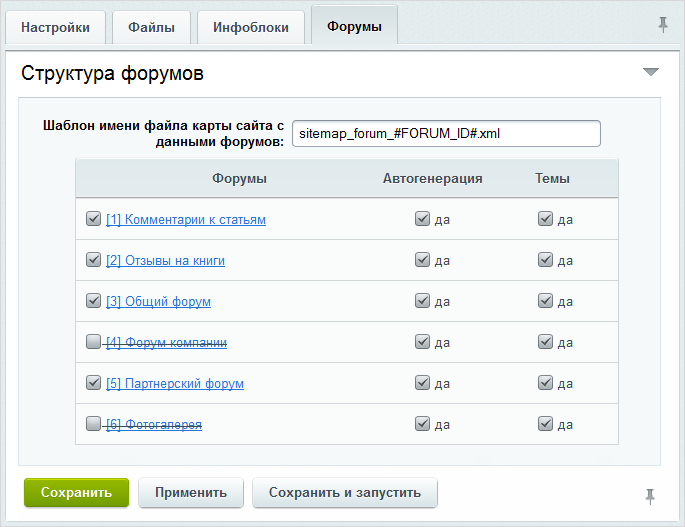 Настройки Файлы Инфоблоки Форумы
Структура форумов
Шаблон имени файла карты сайта с
данными форумов: sitemap_forum_#FORUM_ID#.xml
Форумы Автогенерация Темы
[1] Комментарии к статьям да да
[2] Отзывы на книги да да
[3] Общий форум да да
[4] Форум компании да да
[5] Партнерский форум да да
[6] Фотогалерея да да
Сохранить Применить Сохранить и запустить